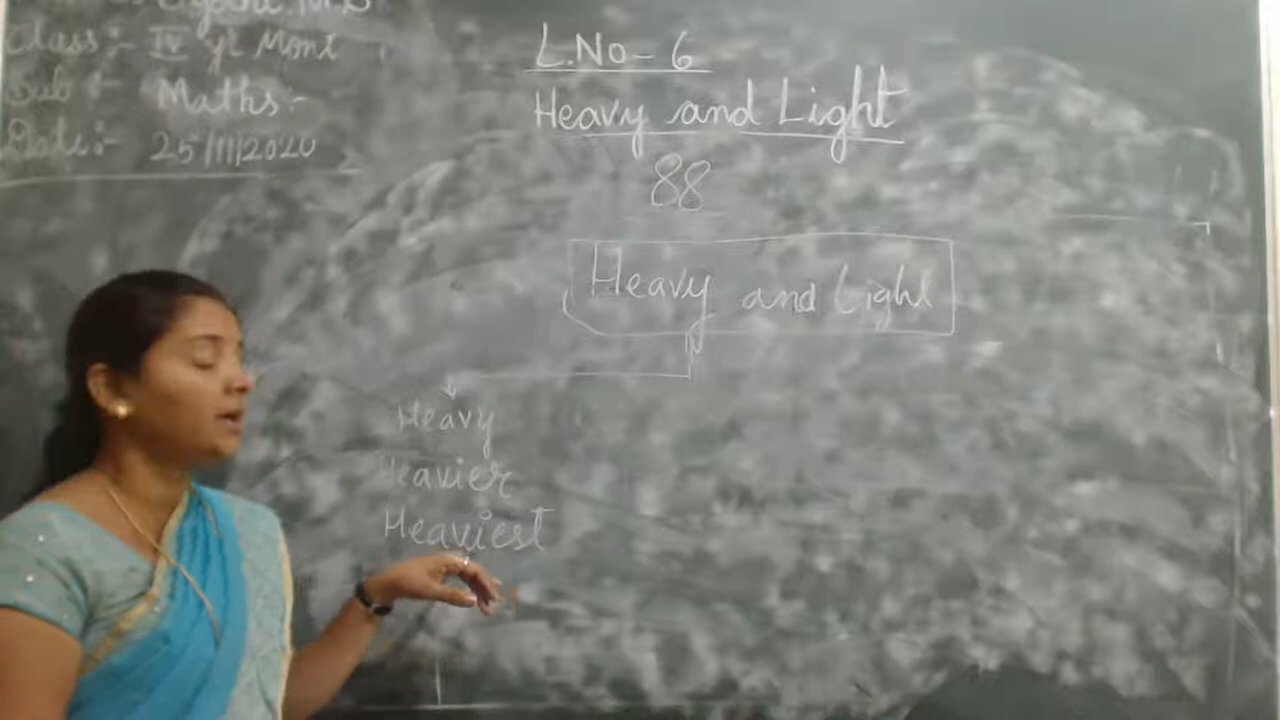 Class:- IV yr Mont
Sub :- Maths:-
Date:- 25/11/2020
L.No- 6
Heavy and Light
88
Heavy and Light
Heavy
Heavier
Heaviest